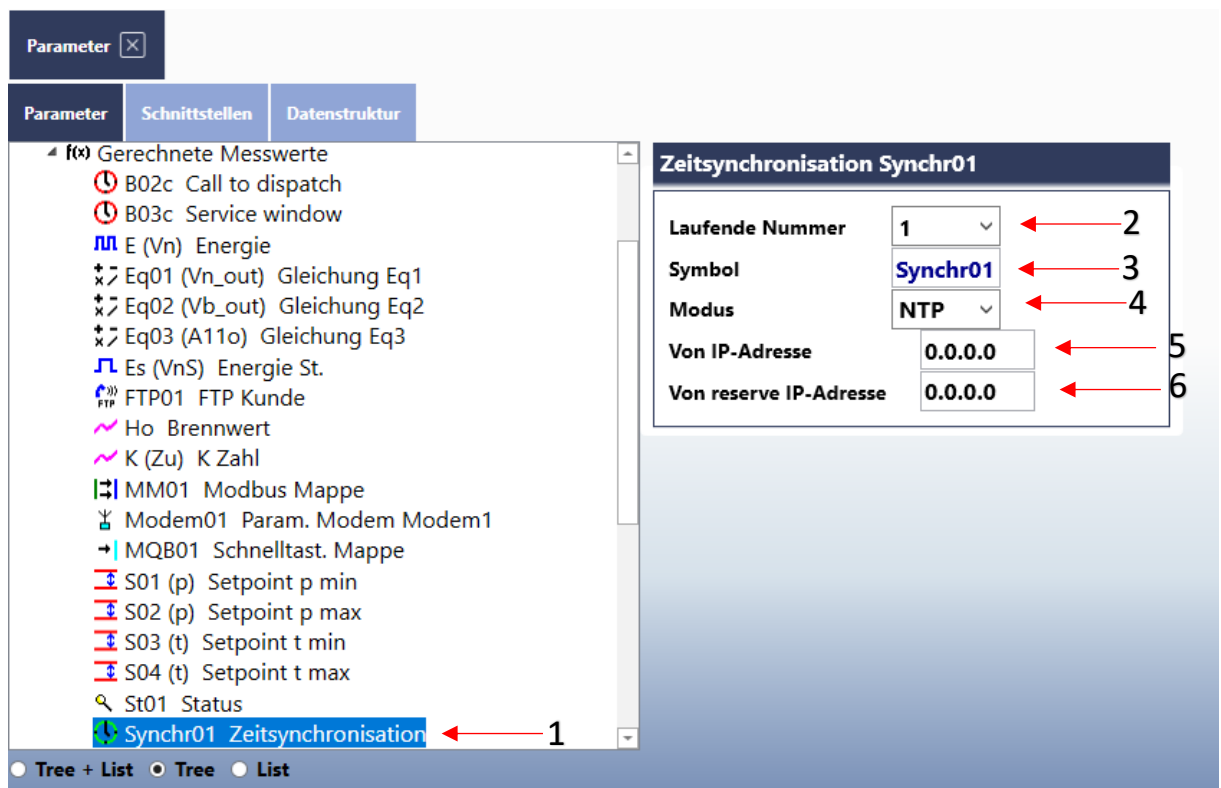 Parameter
Parameter Schnittstellen Datenstruktur
f(x) Gerechnete Messwerte
B02c Call to dispatch
B03c Service window
E (Vn) Energie
Eq01 (Vn_out) Gleichung Eq1
Eq02 (Vb_out) Gleichung Eq2
Eq03 (A11o) Gleichung Eq3
Es (VnS) Energie St.
FTP FTP01 FTP Kunde
Ho Brennwert
K (Zu) K Zahl
MM01 Modbus Mappe
Modem01 Param. Modem Modem1
MQB01 Schnelltast. Mappe
S01 (p) Setpoint p min
S02 (p) Setpoint p max
S03 (t) Setpoint t min
S04 (t) Setpoint t max
St01 Status
Synchr01 Zeitsynchronisation 1
Tree + List Tree List
Zeitsynchronisation Synchr01
Laufende Nummer 1 2
Symbol Synchr01 3
Modus NTP 4
Von IP-Adresse 0.0.0.0 5
Von reserve IP-Adresse 0.0.0.0 6